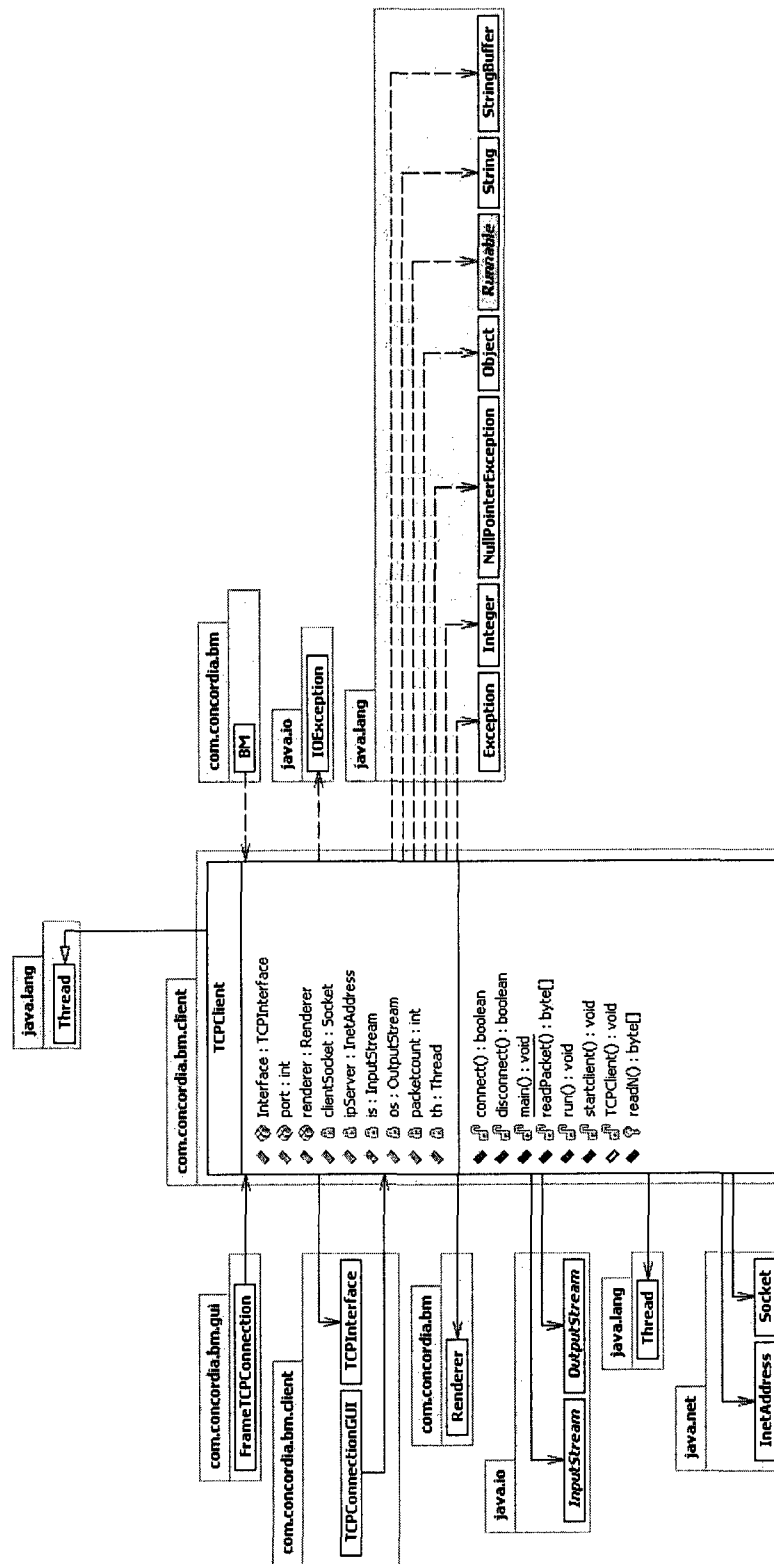 java.lang
Thread
com.concordia.bm.client
TCPClient
Interface : TCPInterface
port : int
renderer : Renderer
clientSocket : Socket
ipServer : InetAddress
is : InputStream
os : OutputStream
packetcount : int
th : Thread
connect() : boolean
disconnect() : boolean
main() : void
readPacket() : byte[]
run() : void
startclient() : void
TCPClient() : void
readN() : byte[]
com.concordia.bm.gui
FrameTCPConnection
com.concordia.bm.client
TCPConnectionGUI
TCPInterface
com.concordia.bm
Renderer
java.io
InputStream
OutputStream
java.lang
Thread
java.net
InetAddress
Socket
com.concordia.bm
BM
java.io
IOException
java.lang
Exception
Integer
NullPointerException
Object
Runnable
String
StringBuffer